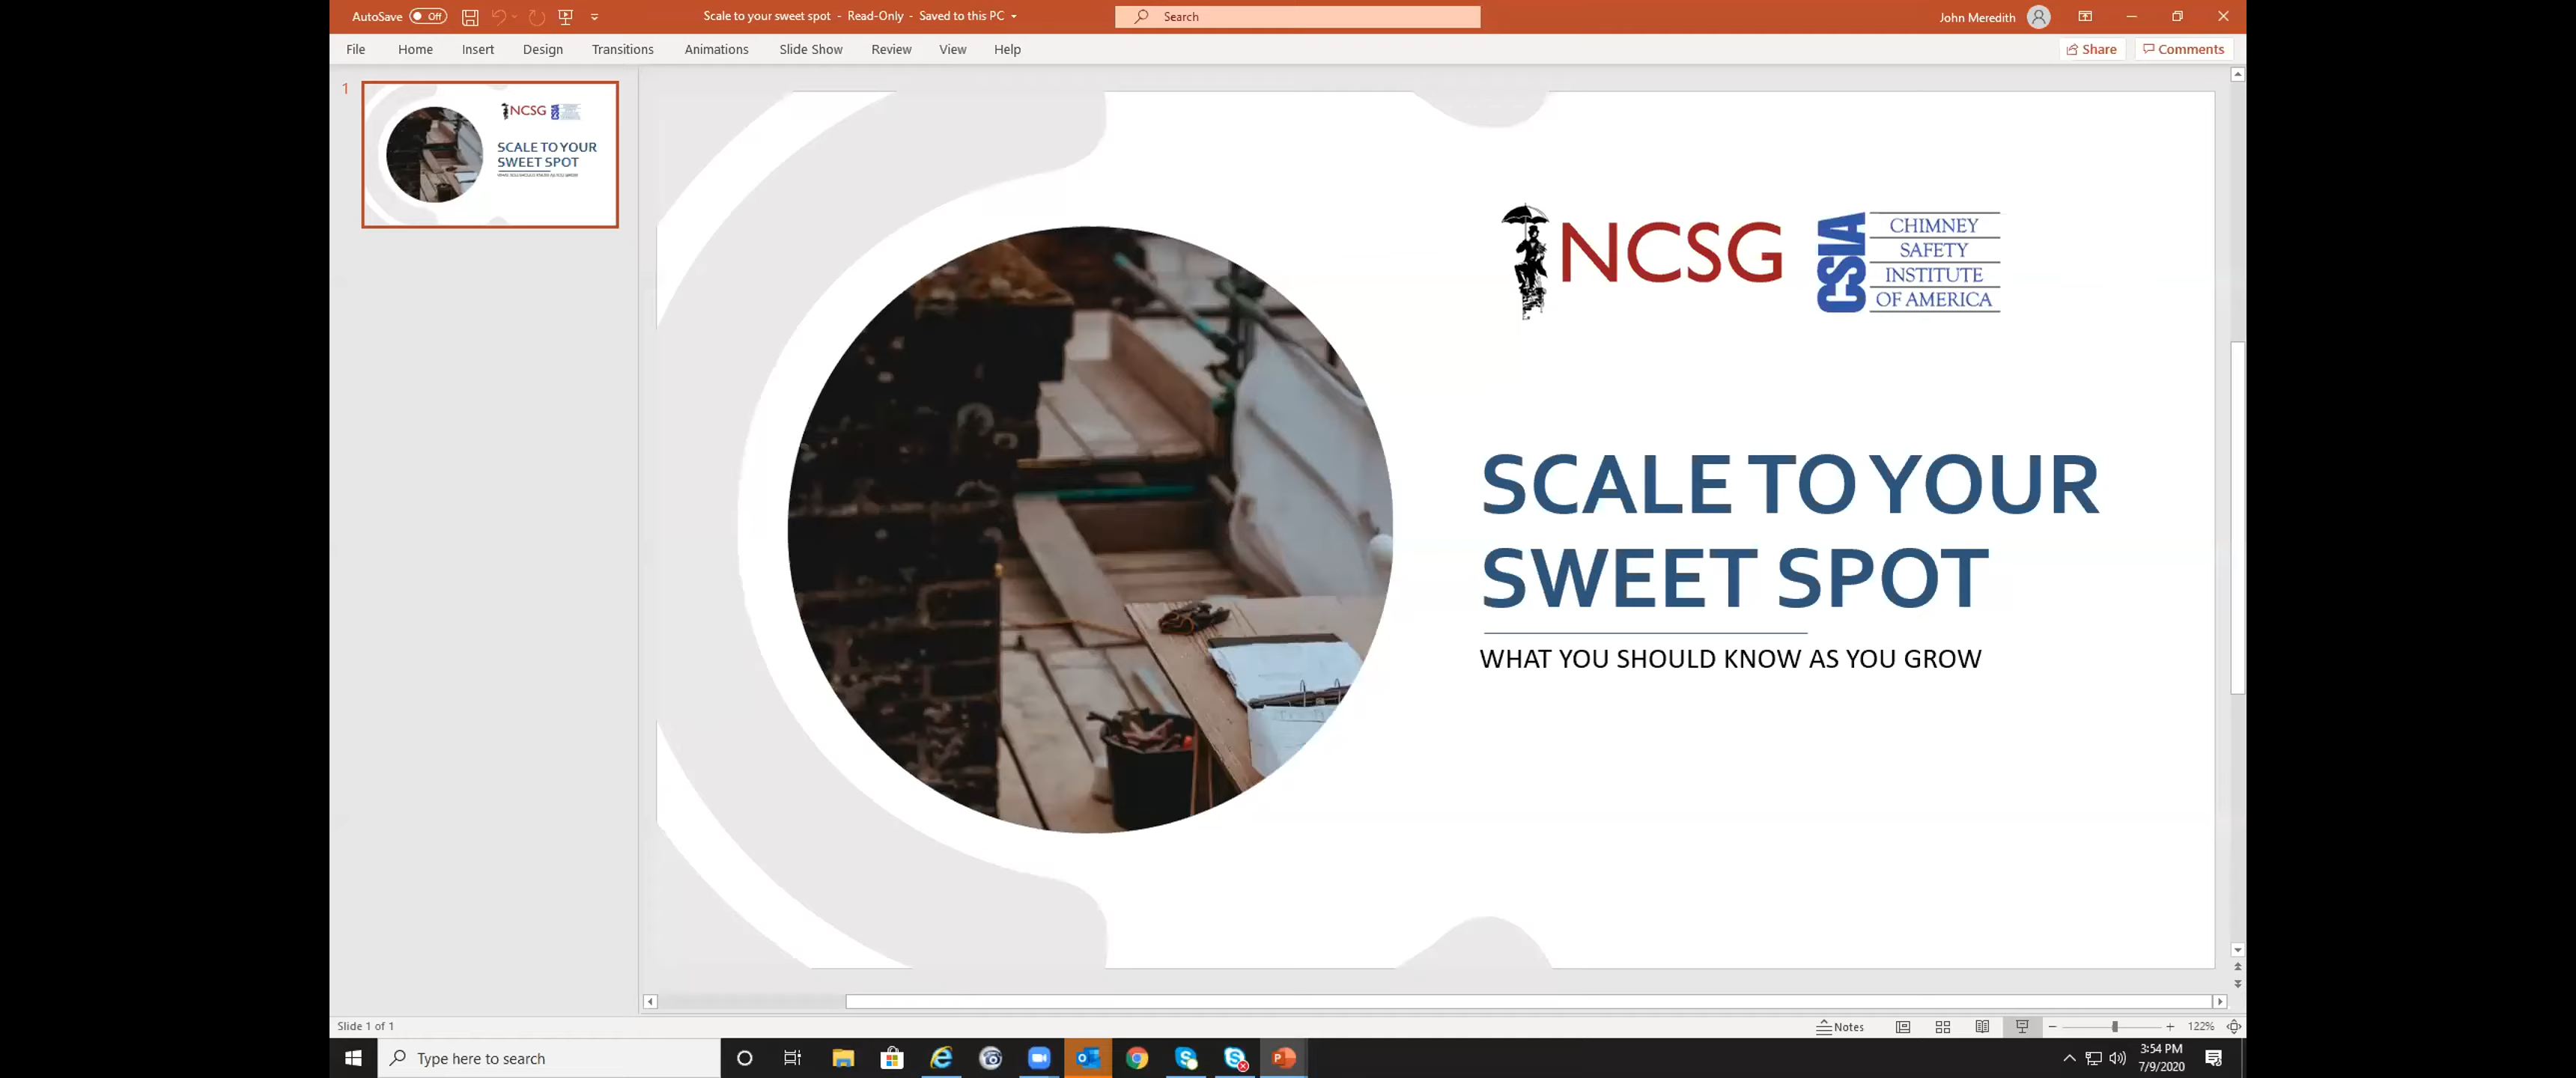 AutoSave Off
Scale to your sweet spot - Read-Only - Saved to this PC
Search
John Meredith
File Home Insert Design Transitions Animations Slide Show Review View Help
Share Comments
1
NCSG CSIA
SCALE TO YOUR
SWEET SPOT
NCSG
CSIA
CHIMNEY
SAFETY
INSTITUTE
OF AMERICA
SCALE TO YOUR
SWEET SPOT
WHAT YOU SHOULD KNOW AS YOU GROW
Slide 1 of 1
Notes
122%
Type here to search
3:54 PM
7/9/2020